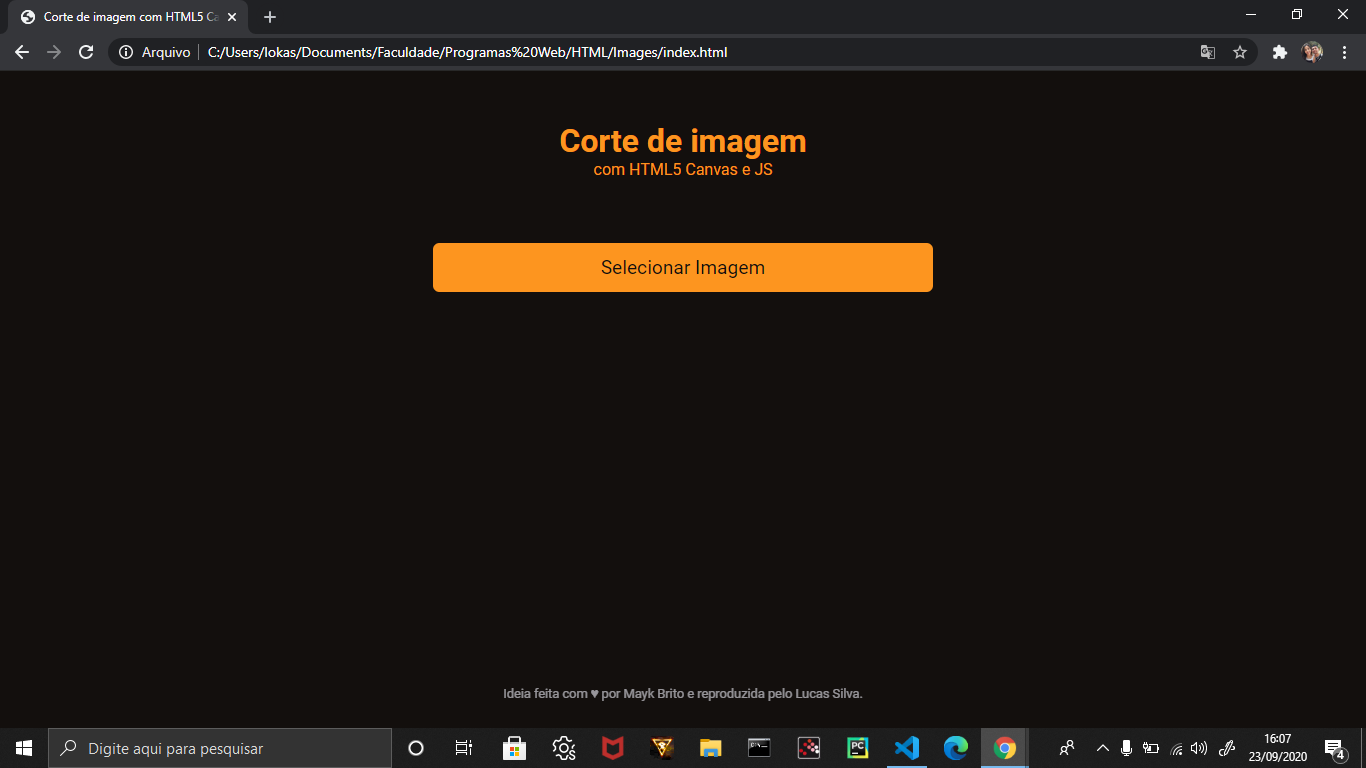 Corte de imagem com HTML5 Ca
Arquivo
C:/Users/lokas/Documents/Faculdade/Programas%20Web/HTML/Images/index.html
Corte de imagem
com HTML5 Canvas e JS
Selecionar Imagem
Ideia feita com ♥ por Mayk Brito e reproduzida pelo Lucas Silva.
Digite aqui para pesquisar
PC
16:07
23/09/2020
4